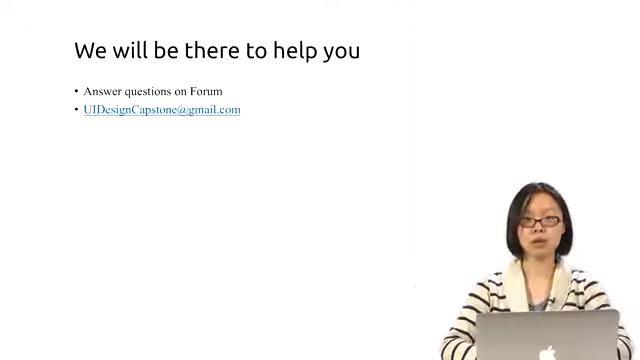 We will be there to help you
• Answer questions on Forum
• UIDesignCapstone@gmail.com